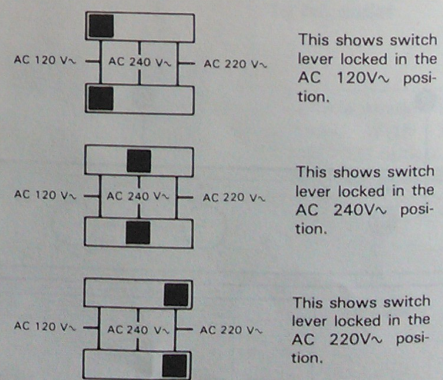 AC 120 V∿ AC 240 V∿ AC 220 V∿
This shows switch
lever locked in the
AC 120V∿ posi-
tion.
AC 120 V∿ AC 240 V∿ AC 220 V∿
This shows switch
lever locked in the
AC 240V∿ posi-
tion.
AC 120 V∿ AC 240 V∿ AC 220 V∿
This shows switch
lever locked in the
AC 220V∿ posi-
tion.